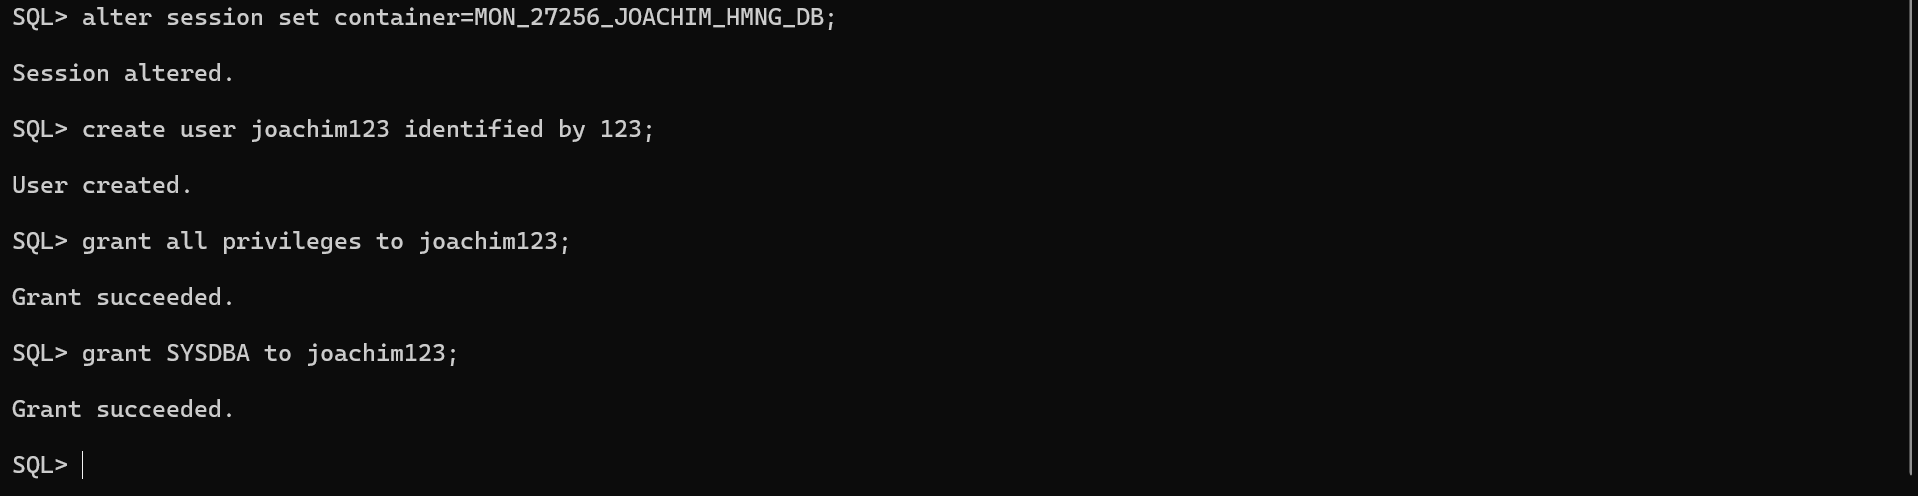 SQL> alter session set container=MON_27256_JOACHIM_HMNG_DB;
Session altered.
SQL> create user joachim123 identified by 123;
User created.
SQL> grant all privileges to joachim123;
Grant succeeded.
SQL> grant SYSDBA to joachim123;
Grant succeeded.
SQL>